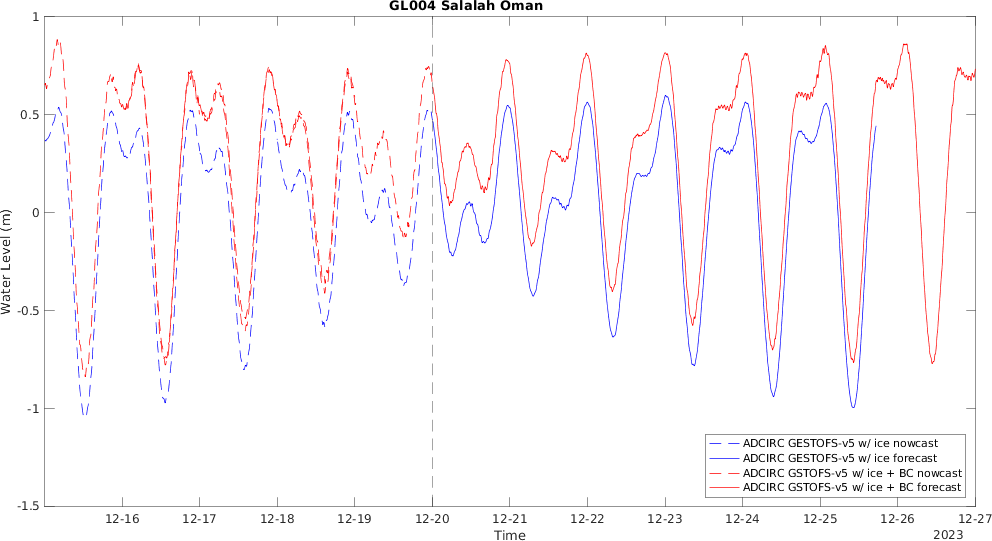 GL004 Salalah Oman
1
0.5
0
-0.5
-1
-1.5
Water Level (m)
12-16 12-17 12-18 12-19 12-20 12-21 12-22 12-23 12-24 12-25 12-26 12-27
Time
2023
ADCIRC GESTOFS-v5 w/ ice nowcast
ADCIRC GESTOFS-v5 w/ ice forecast
ADCIRC GSTOFS-v5 w/ ice + BC nowcast
ADCIRC GSTOFS-v5 w/ ice + BC forecast